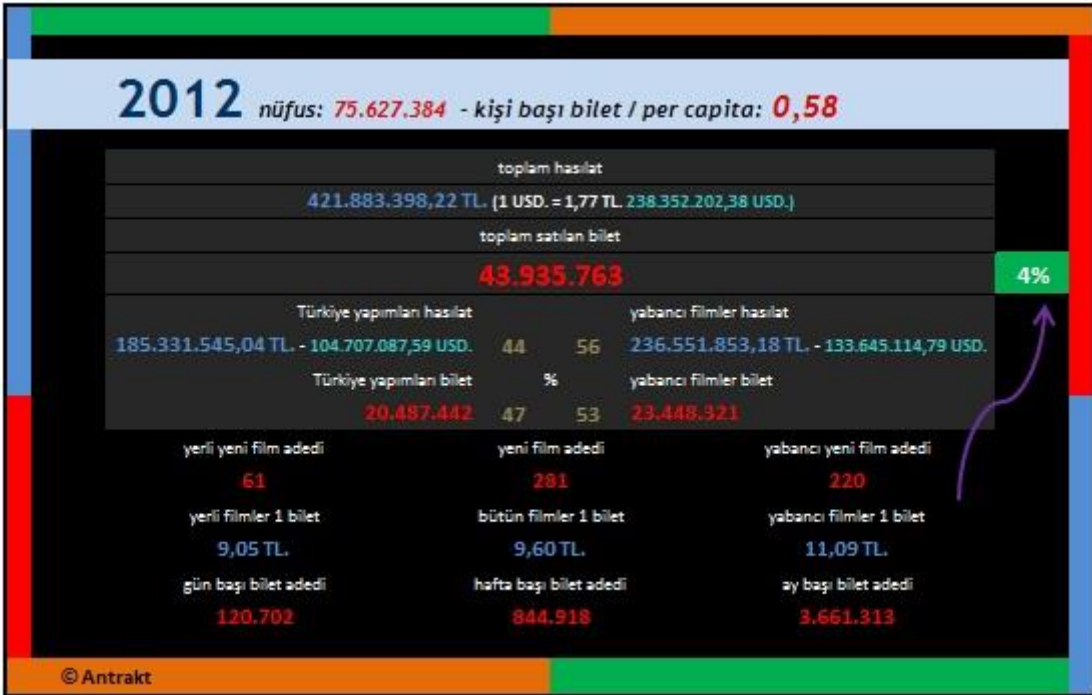 2012 nüfus: 75.627.384 - kişi başı bilet / per capita: 0,58
toplam hasılat
421.883.398,22 TL. (1 USD. = 1,77 TL. 238.352.202,38 USD.)
toplam satılan bilet
43.935.763 4%
Türkiye yapımları hasılat yabancı filmler hasılat
185.331.545,04 TL. - 104.707.087,59 USD. 44 56 236.551.853,18 TL. - 133.645.114,79 USD.
Türkiye yapımları bilet % yabancı filmler bilet
20.487.442 47 53 23.448.321
yerli yeni film adedi yeni film adedi yabancı yeni film adedi
61 281 220
yerli filmler 1 bilet bütün filmler 1 bilet yabancı filmler 1 bilet
9,05 TL. 9,60 TL. 11,09 TL.
gün başı bilet adedi hafta başı bilet adedi ay başı bilet adedi
120.702 844.918 3.661.313
© Antrakt